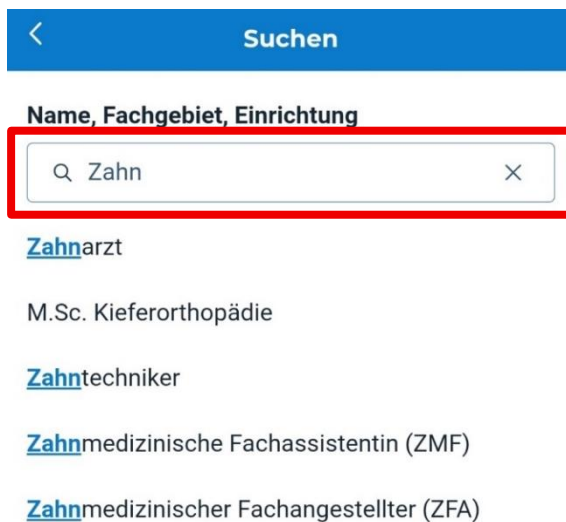 Suchen
Name, Fachgebiet, Einrichtung
Zahn
Zahnarzt
M.Sc. Kieferorthopädie
Zahntechniker
Zahnmedizinische Fachassistentin (ZMF)
Zahnmedizinischer Fachangestellter (ZFA)